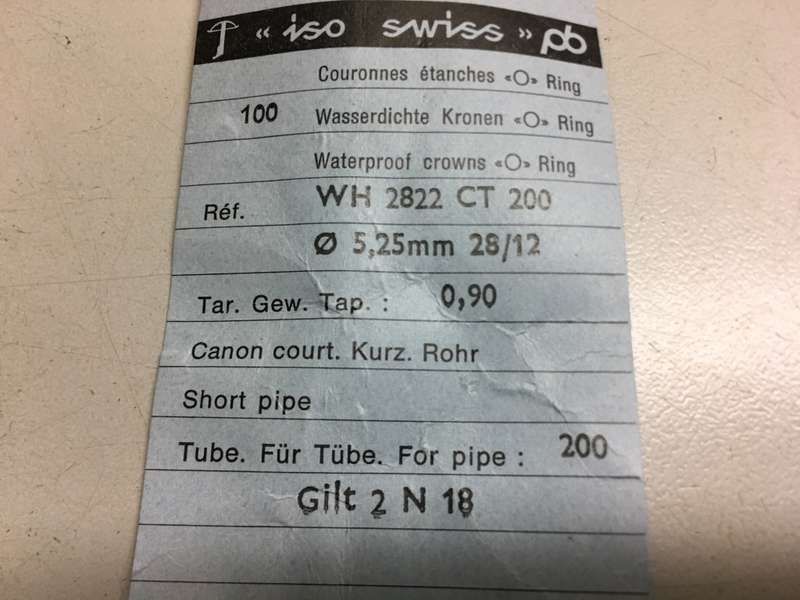 « iso swiss » pb
Couronnes étanches «O» Ring
100 Wasserdichte Kronen «O» Ring
Waterproof crowns «O» Ring
Réf. WH 2822 CT 200
Ø 5,25mm 28/12
Tar. Gew. Tap. : 0,90
Canon court. Kurz. Rohr
Short pipe
Tube. Für Tübe. For pipe : 200
Gilt 2 N 18